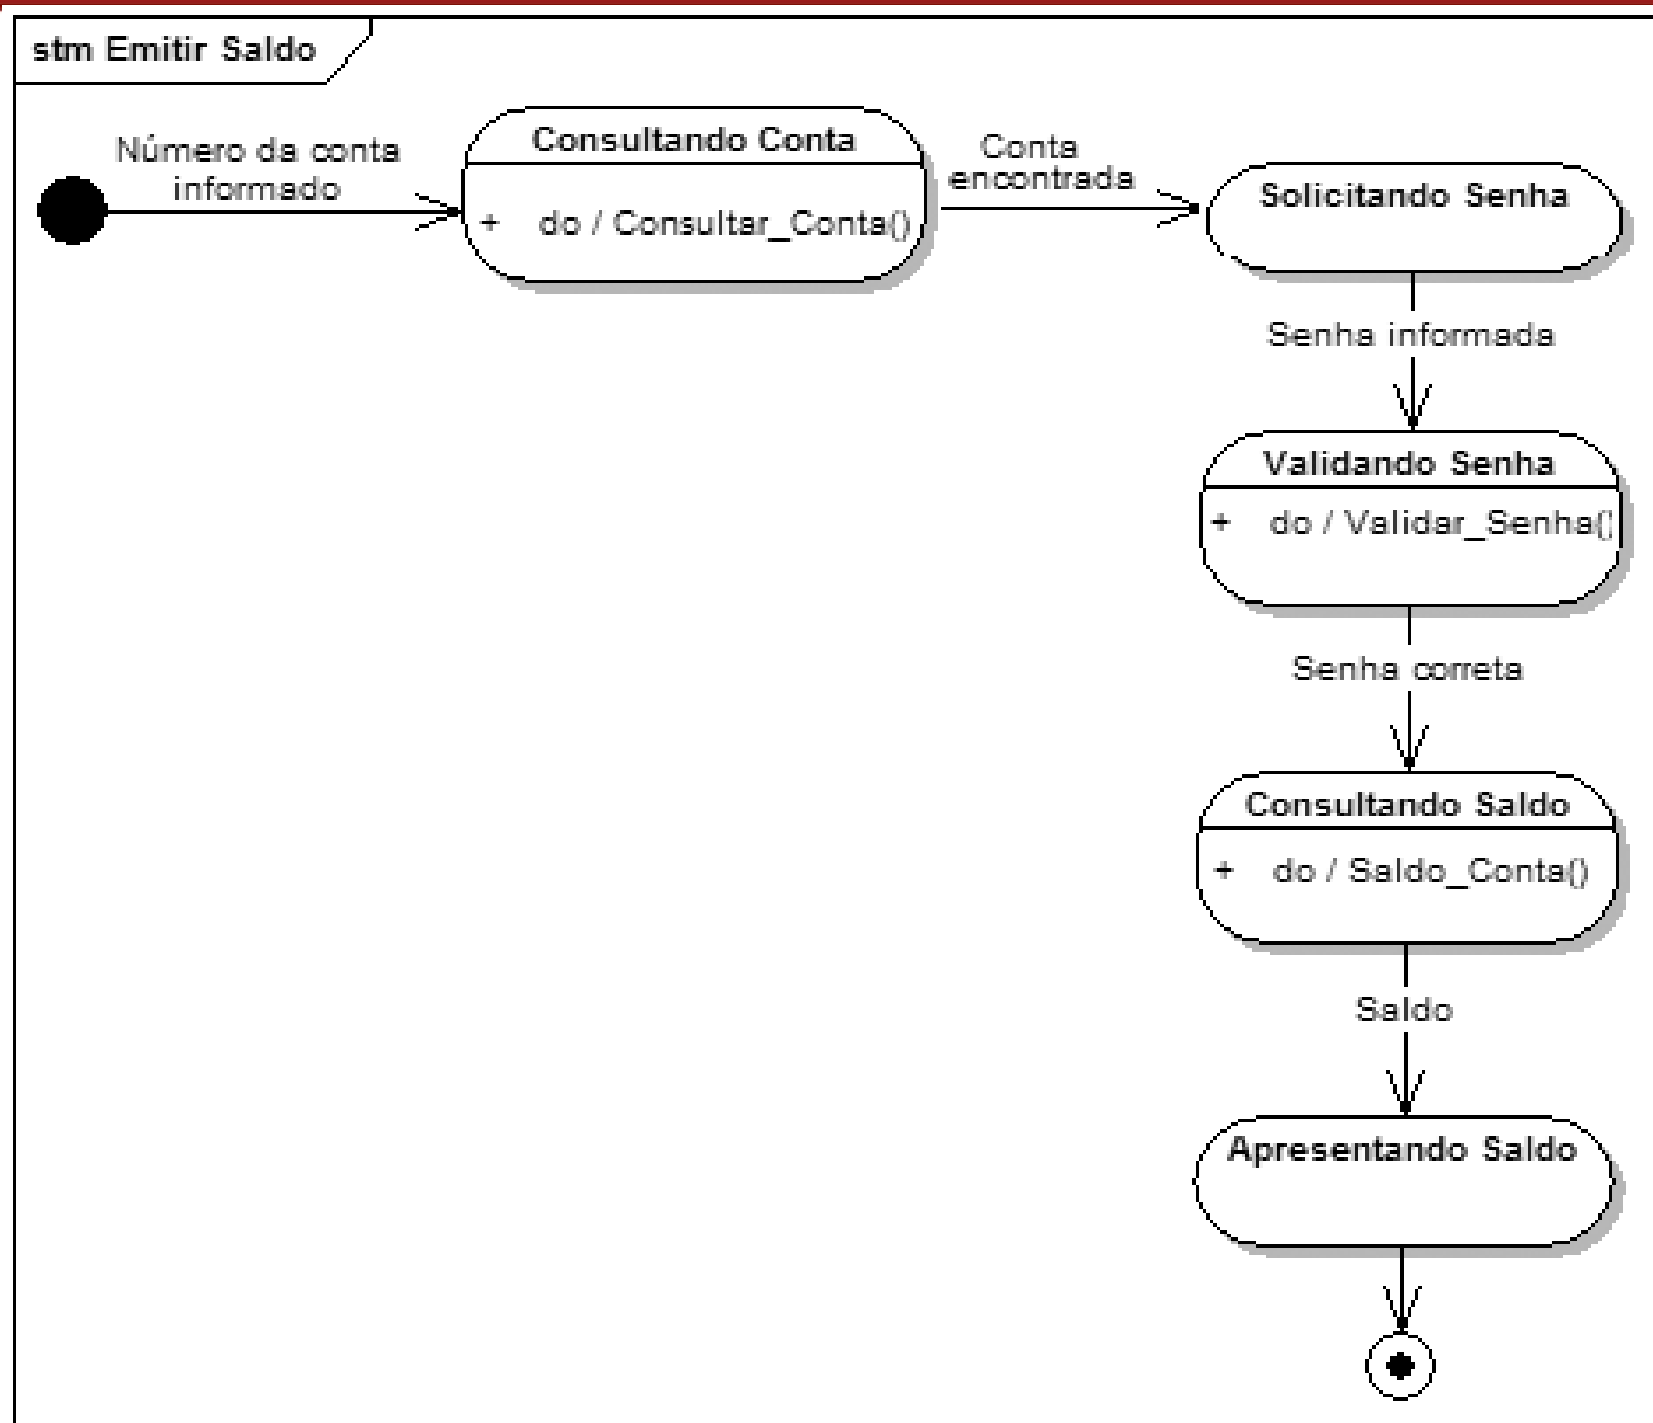 stm Emitir Saldo
Número da conta
informado
Consultando Conta
+ do / Consultar_Conta()
Conta
encontrada
Solicitando Senha
Senha informada
Validando Senha
+ do / Validar_Senha()
Senha correta
Consultando Saldo
+ do / Saldo_Conta()
Saldo
Apresentando Saldo